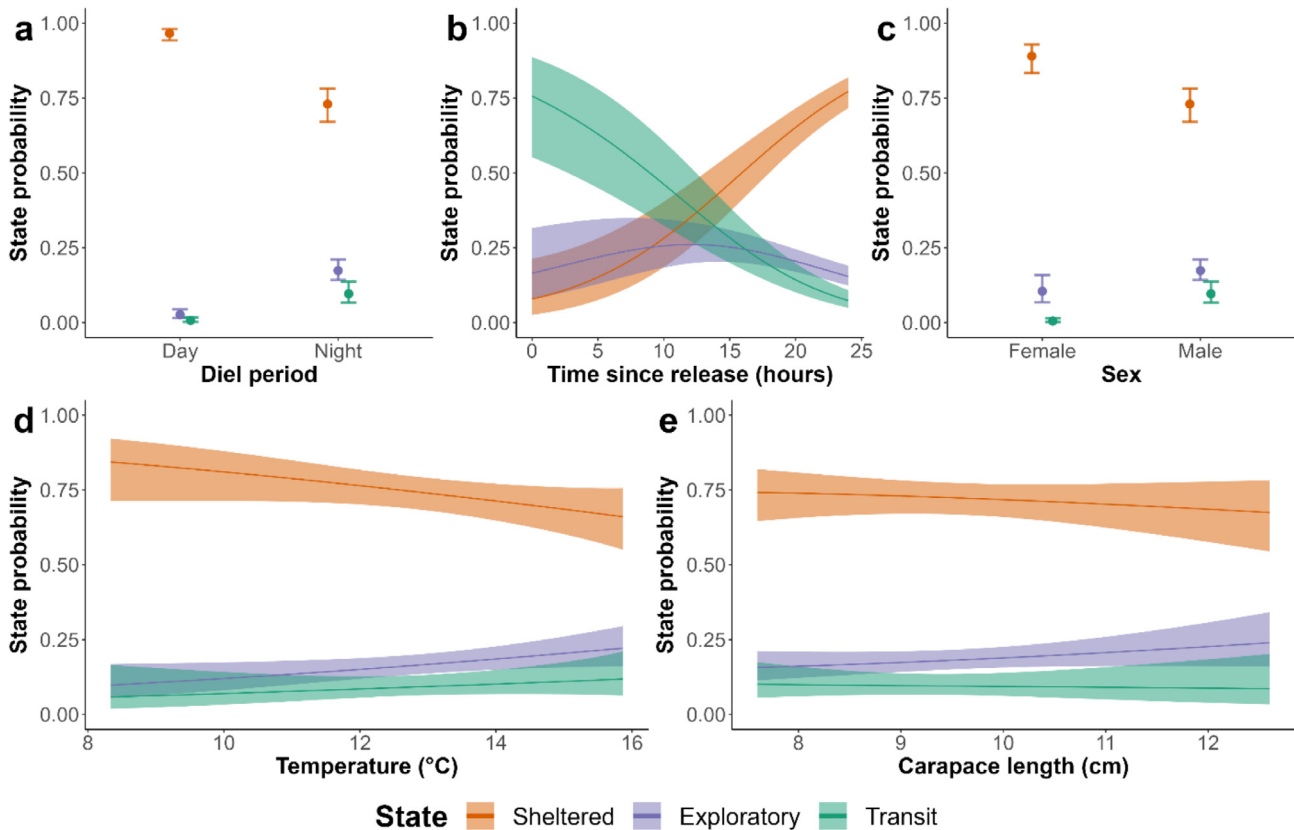 a
State probability
1.00
0.75
0.50
0.25
0.00
Day
Night
Diel period
b
State probability
1.00
0.75
0.50
0.25
0.00
0
5
10
15
20
25
Time since release (hours)
c
State probability
1.00
0.75
0.50
0.25
0.00
Female
Male
Sex
d
State probability
1.00
0.75
0.50
0.25
0.00
8
10
12
14
16
Temperature (°C)
e
State probability
1.00
0.75
0.50
0.25
0.00
8
9
10
11
12
Carapace length (cm)
State Sheltered Exploratory Transit